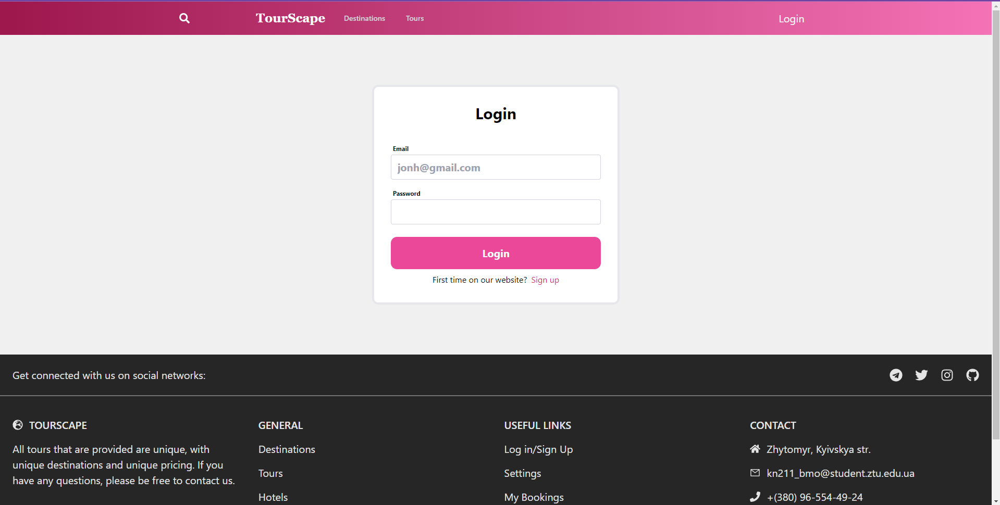 TourScape Destinations Tours Login
Login
Email
jonh@gmail.com
Password
Login
First time on our website? Sign up
Get connected with us on social networks:
TOURSCAPE
All tours that are provided are unique, with
unique destinations and unique pricing. If you
have any questions, please be free to contact us.
GENERAL
Destinations
Tours
Hotels
USEFUL LINKS
Log in/Sign Up
Settings
My Bookings
CONTACT
Zhytomyr, Kyivskya str.
kn211_bmo@student.ztu.edu.ua
+(380) 96-554-49-24